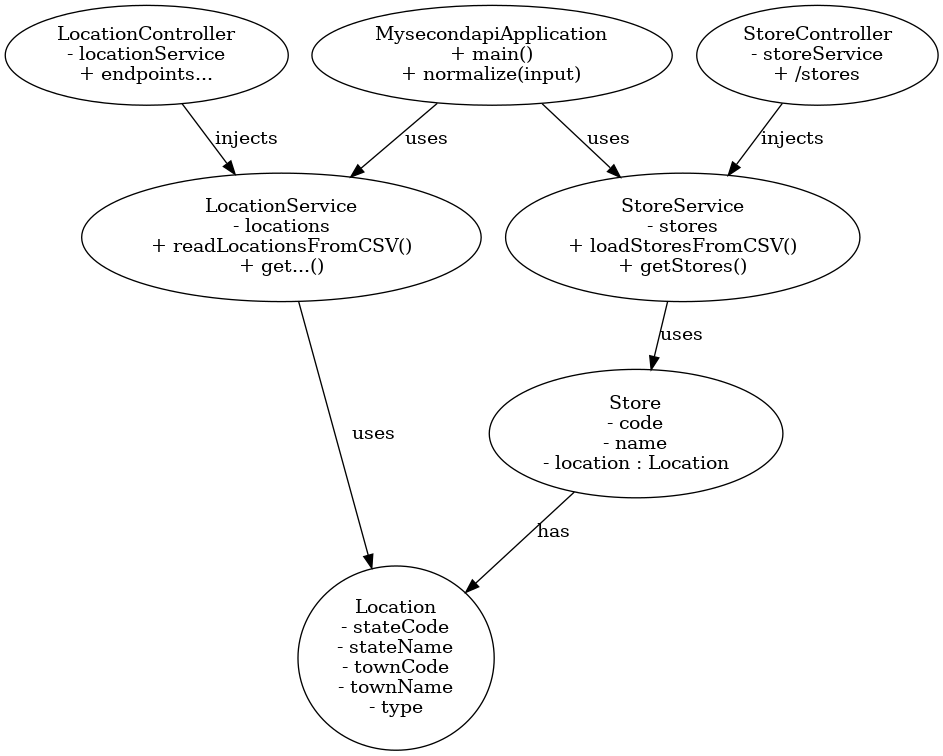 LocationController
- locationService
+ endpoints...
MysecondapiApplication
+ main()
+ normalize(input)
StoreController
- storeService
+ /stores
injects
uses
uses
injects
LocationService
- locations
+ readLocationsFromCSV()
+ get...()
StoreService
- stores
+ loadStoresFromCSV()
+ getStores()
uses
Store
- code
- name
- location : Location
uses
has
Location
- stateCode
- stateName
- townCode
- townName
- type